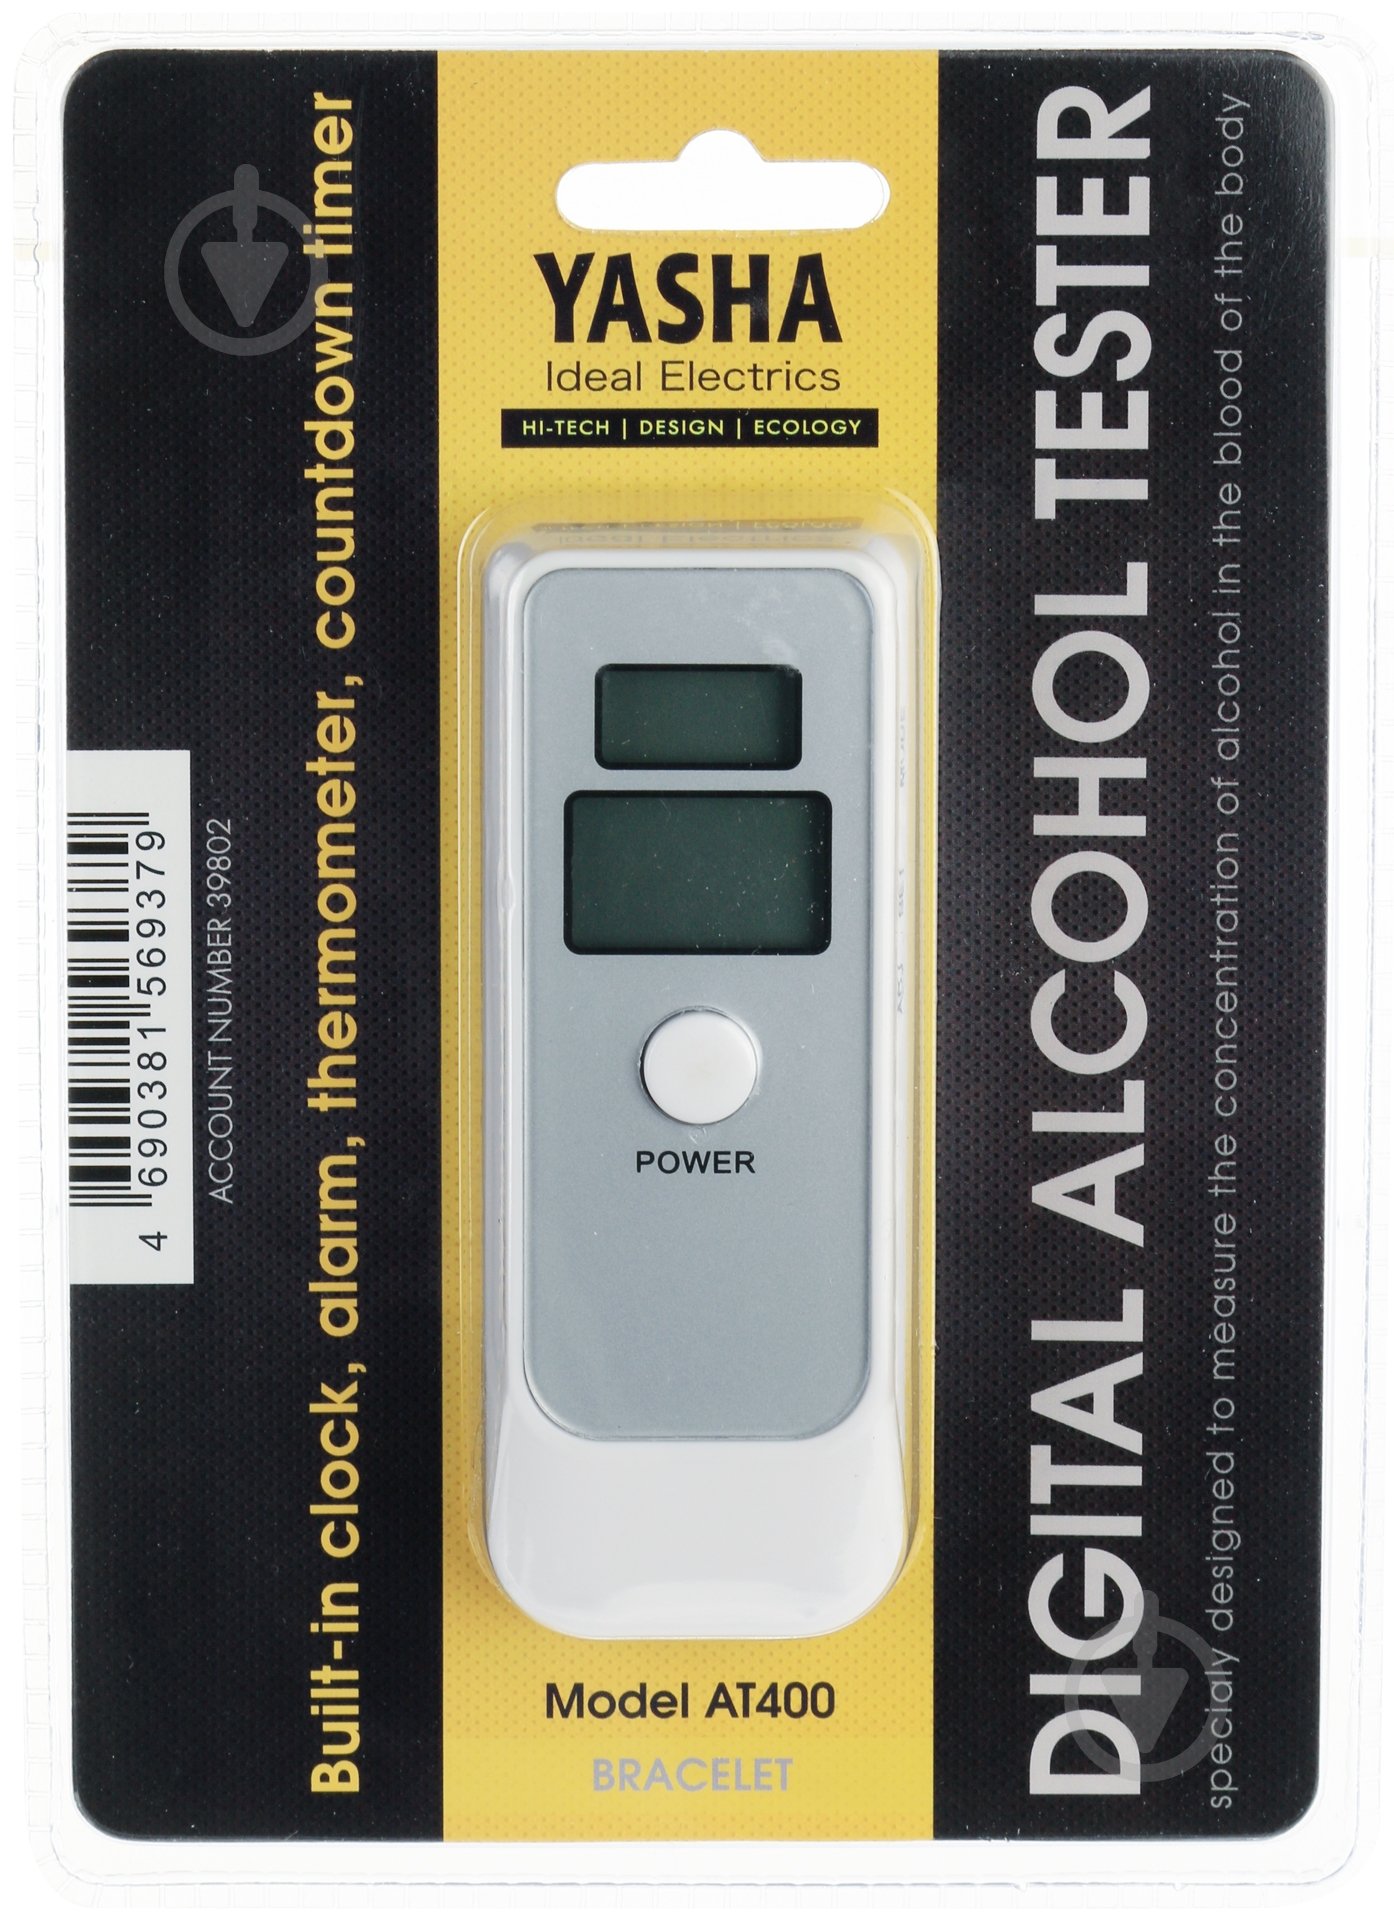 YASHA
Ideal Electrics
HI-TECH | DESIGN | ECOLOGY
POWER
Model AT400
BRACELET
Built-in clock, alarm, thermometer, countdown timer
ACCOUNT NUMBER 39802
4 690381 569379
DIGITAL ALCOHOL TESTER
specialy designed to measure the concentration of alcohol in the blood of the body